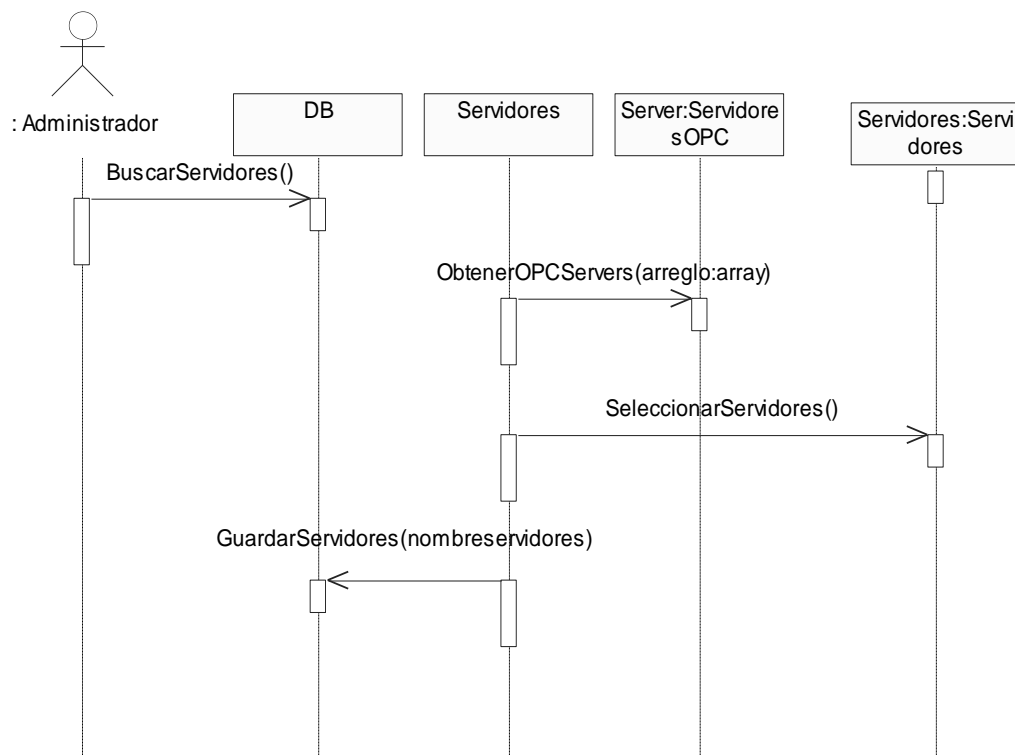 : Administrador
DB
Servidores
Server:Servidore
sOPC
Servidores:Servi
dores
BuscarServidores()
ObtenerOPCServers(arreglo:array)
SeleccionarServidores()
GuardarServidores(nombreservidores)